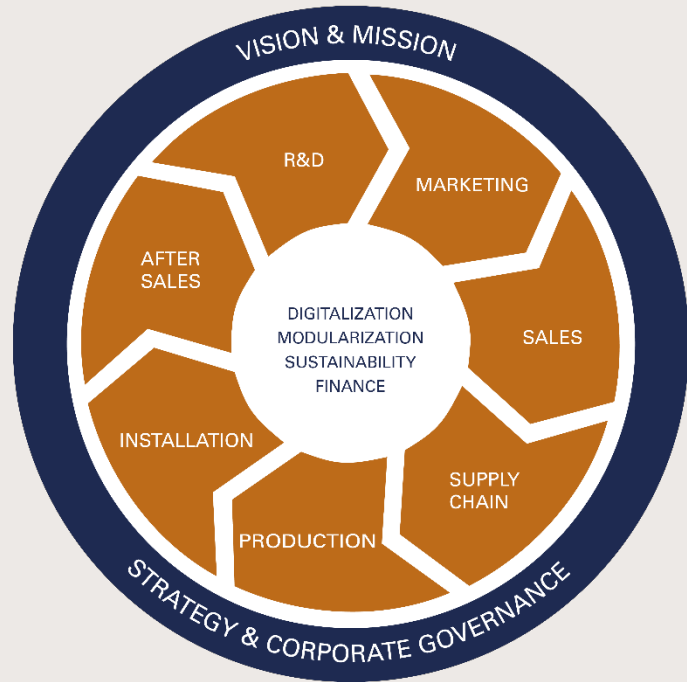 VISION & MISSION
R&D
MARKETING
SALES
SUPPLY
CHAIN
PRODUCTION
INSTALLATION
AFTER
SALES
DIGITALIZATION
MODULARIZATION
SUSTAINABILITY
FINANCE
STRATEGY & CORPORATE GOVERNANCE